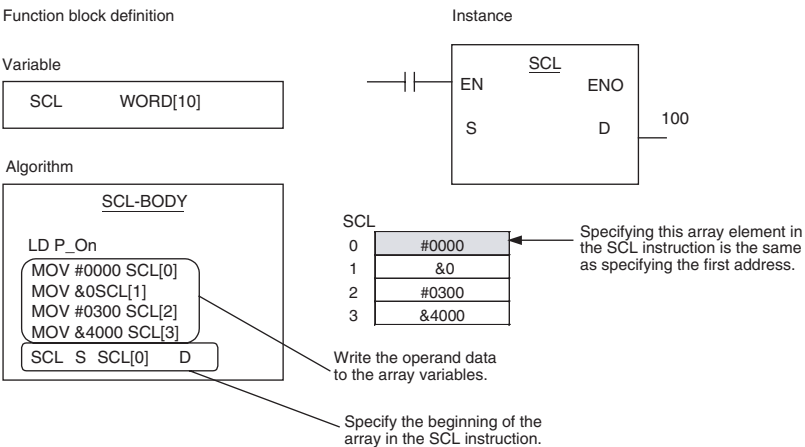 Function block definition
Instance
Variable
SCL WORD[10]
SCL
EN ENO
S D
100
Algorithm
SCL-BODY
LD P_On
MOV #0000 SCL[0]
MOV &0SCL[1]
MOV #0300 SCL[2]
MOV &4000 SCL[3]
SCL S SCL[0] D
SCL
0 #0000
1 &0
2 #0300
3 &4000
Specifying this array element in
the SCL instruction is the same
as specifying the first address.
Write the operand data
to the array variables.
Specify the beginning of the
array in the SCL instruction.